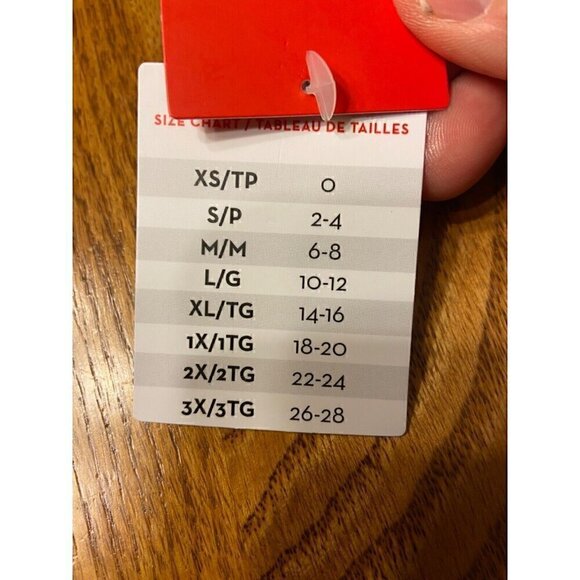 SIZE CHART / TABLEAU DE TAILLES
XS/TP 0
S/P 2-4
M/M 6-8
L/G 10-12
XL/TG 14-16
1X/1TG 18-20
2X/2TG 22-24
3X/3TG 26-28